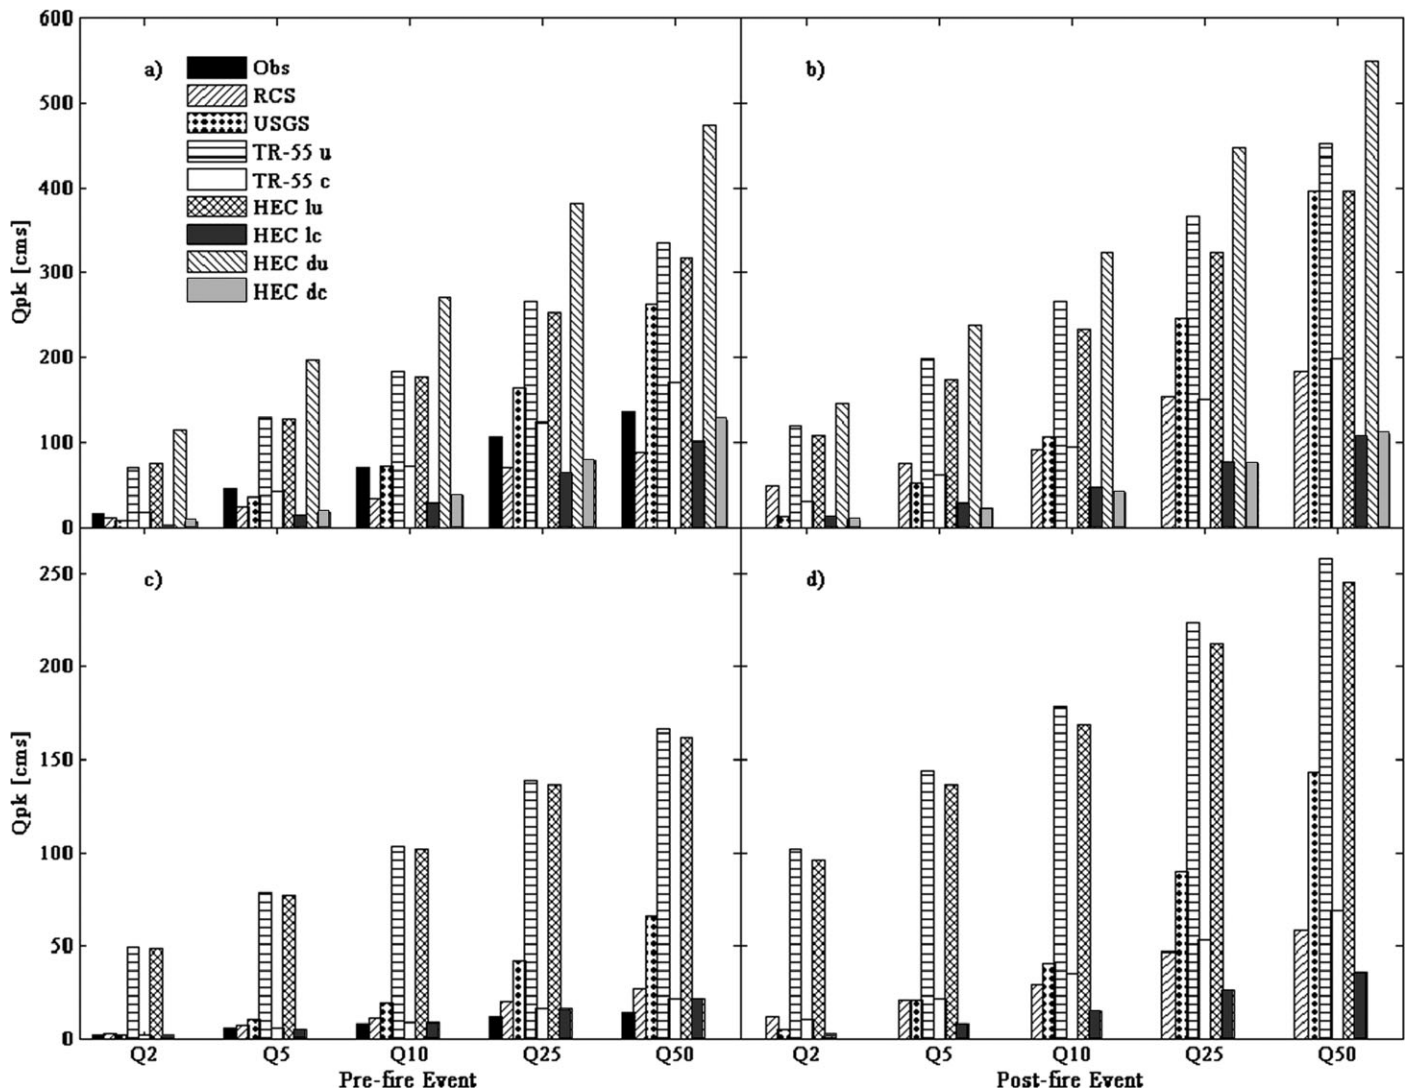 600
500
400
300
200
100
0
Qpk [cms]
a)
Obs
RCS
USGS
TR-55 u
TR-55 c
HEC lu
HEC lc
HEC du
HEC dc
b)
250
200
150
100
50
0
Qpk [cms]
c)
d)
Q2 Q5 Q10 Q25 Q50 Q2 Q5 Q10 Q25 Q50
Pre-fire Event Post-fire Event